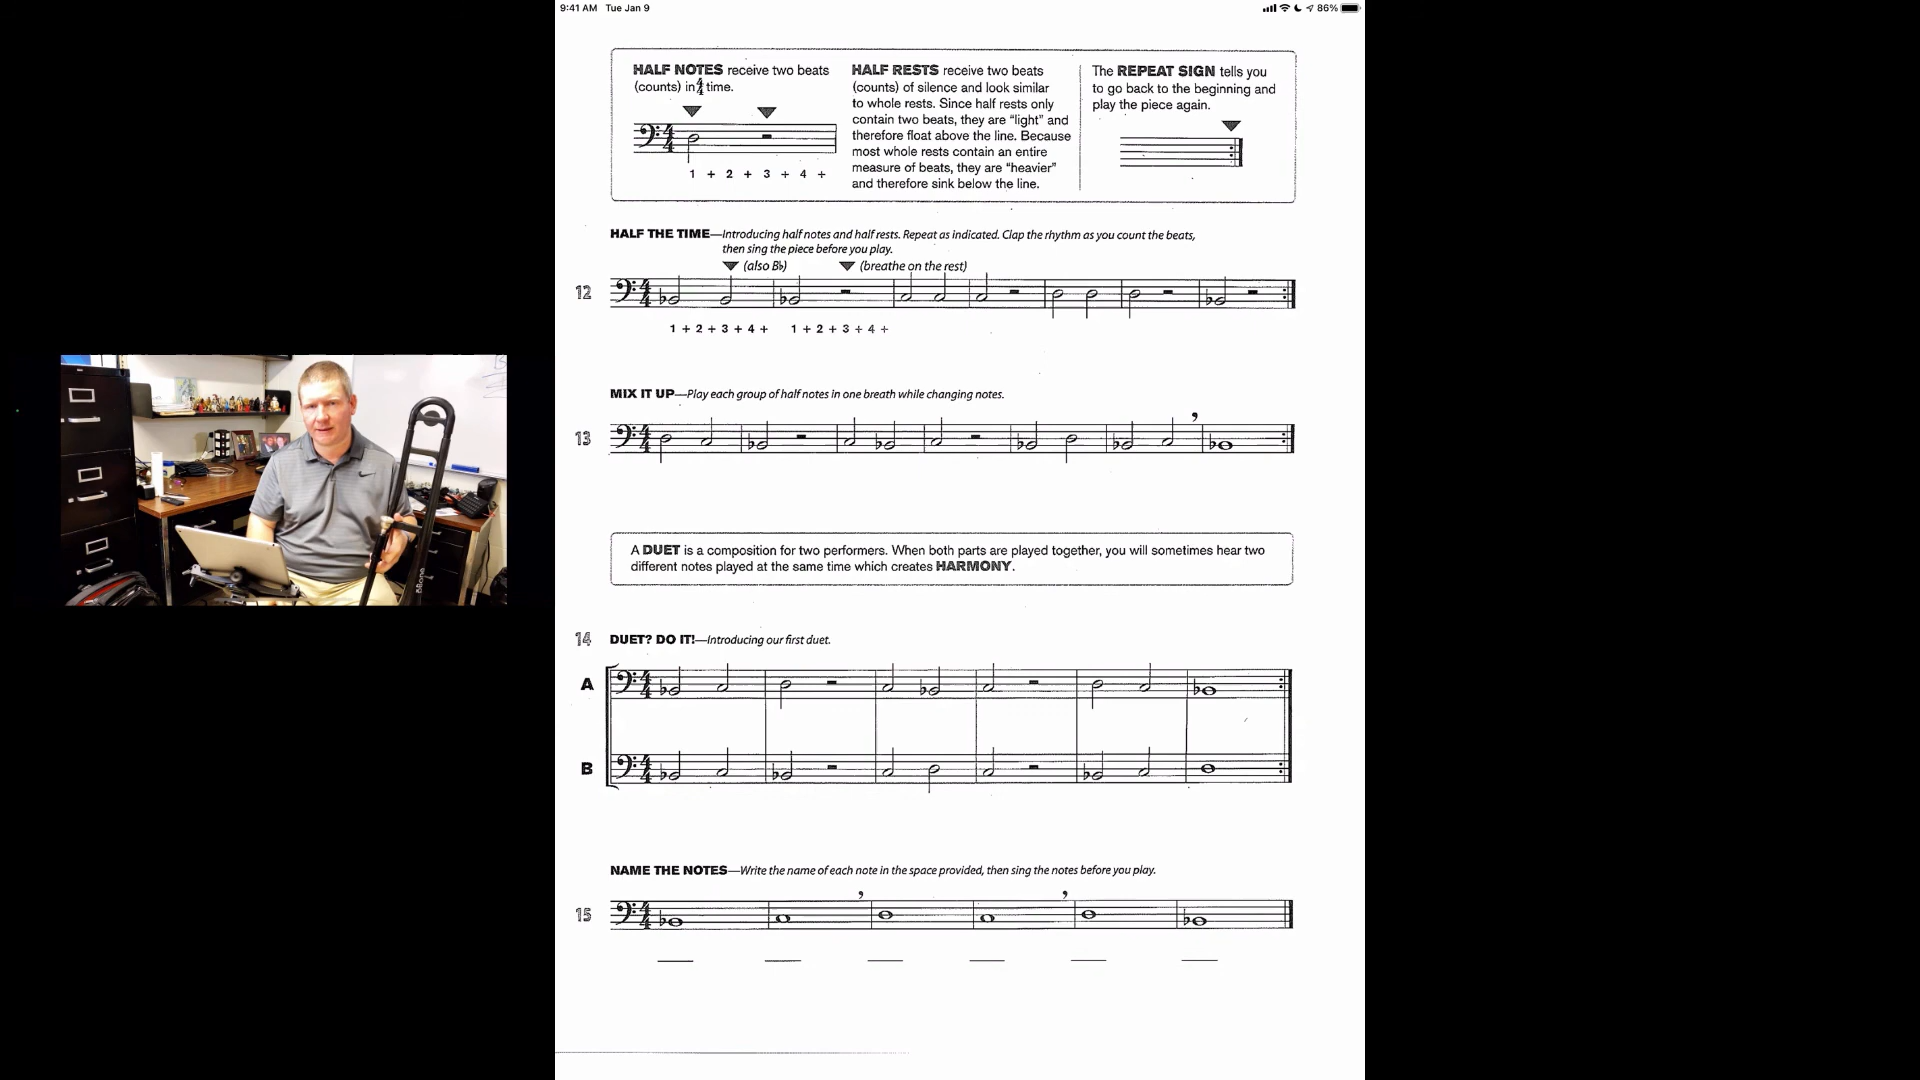 9:41 AM Tue Jan 9
86%
HALF NOTES receive two beats
(counts) in 4/4 time.
1 + 2 + 3 + 4 +
HALF RESTS receive two beats
(counts) of silence and look similar
to whole rests. Since half rests only
contain two beats, they are “light” and
therefore float above the line. Because
most whole rests contain an entire
measure of beats, they are “heavier”
and therefore sink below the line.
The REPEAT SIGN tells you
to go back to the beginning and
play the piece again.
HALF THE TIME—Introducing half notes and half rests. Repeat as indicated. Clap the rhythm as you count the beats,
then sing the piece before you play.
(also B♭) (breathe on the rest)
12
1 + 2 + 3 + 4 + 1 + 2 + 3 + 4 +
MIX IT UP—Play each group of half notes in one breath while changing notes.
13
A DUET is a composition for two performers. When both parts are played together, you will sometimes hear two
different notes played at the same time which creates HARMONY.
14 DUET? DO IT!—Introducing our first duet.
A
B
NAME THE NOTES—Write the name of each note in the space provided, then sing the notes before you play.
15
pBone